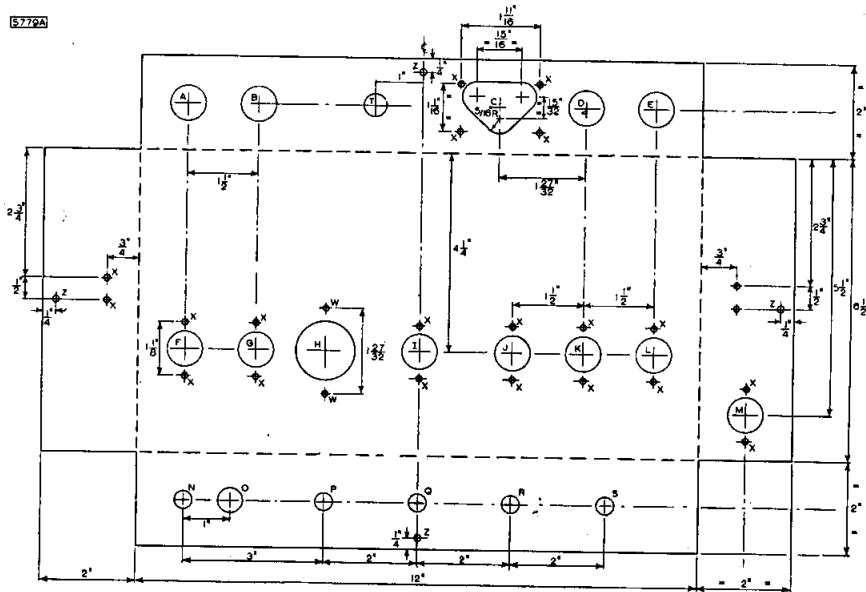 5779A
1 11/16"
= 15/16" =
Z 1/4"
1"
X X
A B T C D E
1 1/16"
5/16 R
= 15/32"
= 2" =
X X
1 1/2"
1 27/32"
2 3/4"
4 1/4"
2 3/4"
3/4"
3/4"
X
1/2"
Z X
1/4"
1 1/2" 1 1/2"
1/2"
Z
1/4"
5 1/2"
6 1/2"
W
X X X X X X
1 1/8"
F G H I J K L
1 27/32"
X X X X X X
W
X
M
X
N O P Q R S
1"
1/4"
Z
= 2" =
3" 2" 2" 2"
2" 12" = 2" =